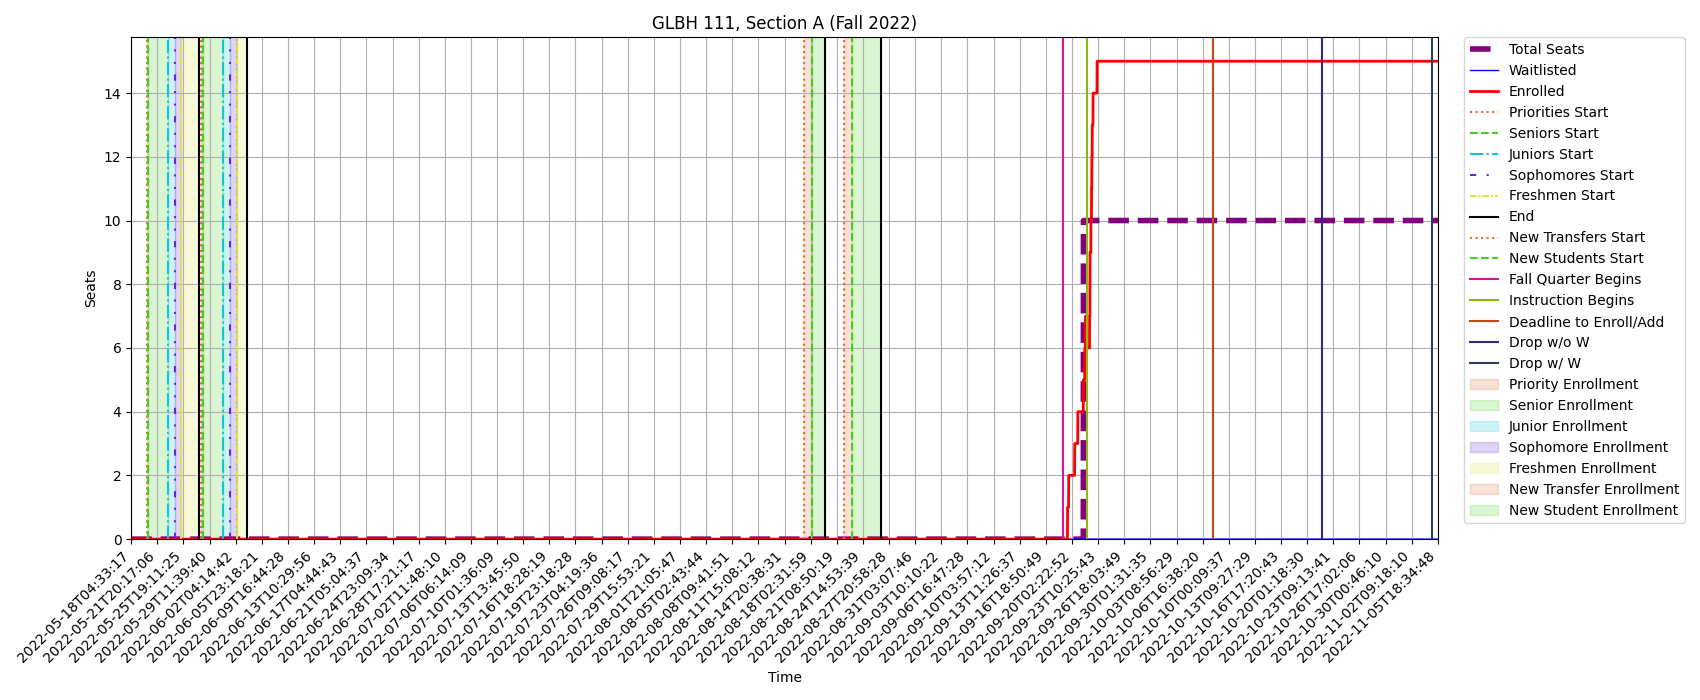 GLBH 111, Section A (Fall 2022)
Seats
14
12
10
8
6
4
2
0
2022-05-18T04:33:17
2022-05-21T20:17:06
2022-05-25T19:11:25
2022-05-29T11:39:40
2022-06-02T04:14:42
2022-06-05T23:18:21
2022-06-09T16:44:28
2022-06-13T10:29:56
2022-06-17T04:44:43
2022-06-21T05:04:37
2022-06-24T23:09:34
2022-06-28T17:21:17
2022-07-02T11:48:10
2022-07-06T06:14:09
2022-07-10T01:36:09
2022-07-13T13:45:50
2022-07-16T18:28:19
2022-07-19T23:18:28
2022-07-23T04:19:36
2022-07-26T09:08:17
2022-07-29T15:53:21
2022-08-01T21:05:47
2022-08-05T02:43:44
2022-08-08T09:41:51
2022-08-11T15:08:12
2022-08-14T20:38:31
2022-08-18T02:31:59
2022-08-21T08:50:19
2022-08-24T14:53:39
2022-08-27T20:58:28
2022-08-31T03:07:46
2022-09-03T10:10:22
2022-09-06T16:47:28
2022-09-10T03:57:12
2022-09-13T11:26:37
2022-09-16T18:50:49
2022-09-20T02:22:52
2022-09-23T10:25:43
2022-09-26T18:03:49
2022-09-30T01:31:35
2022-10-03T08:56:29
2022-10-06T16:38:20
2022-10-10T00:09:37
2022-10-13T09:27:29
2022-10-16T17:20:43
2022-10-20T01:18:30
2022-10-23T09:13:41
2022-10-26T17:02:06
2022-10-30T00:46:10
2022-11-02T09:18:10
2022-11-05T18:34:48
Time
Total Seats
Waitlisted
Enrolled
Priorities Start
Seniors Start
Juniors Start
Sophomores Start
Freshmen Start
End
New Transfers Start
New Students Start
Fall Quarter Begins
Instruction Begins
Deadline to Enroll/Add
Drop w/o W
Drop w/ W
Priority Enrollment
Senior Enrollment
Junior Enrollment
Sophomore Enrollment
Freshmen Enrollment
New Transfer Enrollment
New Student Enrollment